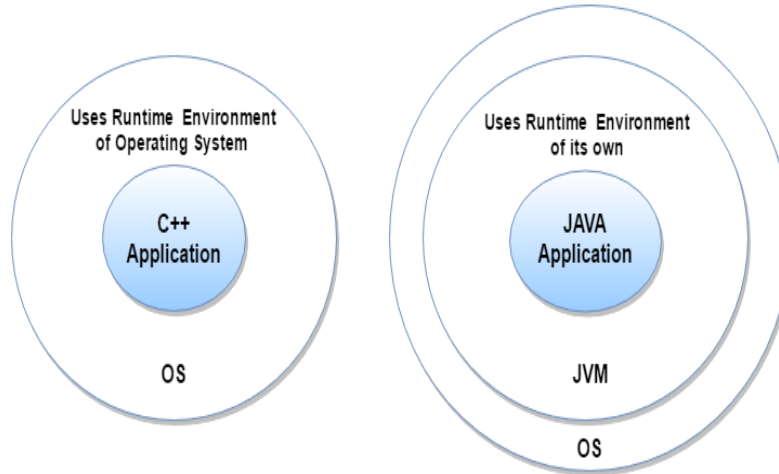 Uses Runtime Environment
of Operating System
C++
Application
OS
Uses Runtime Environment
of its own
JAVA
Application
JVM
OS